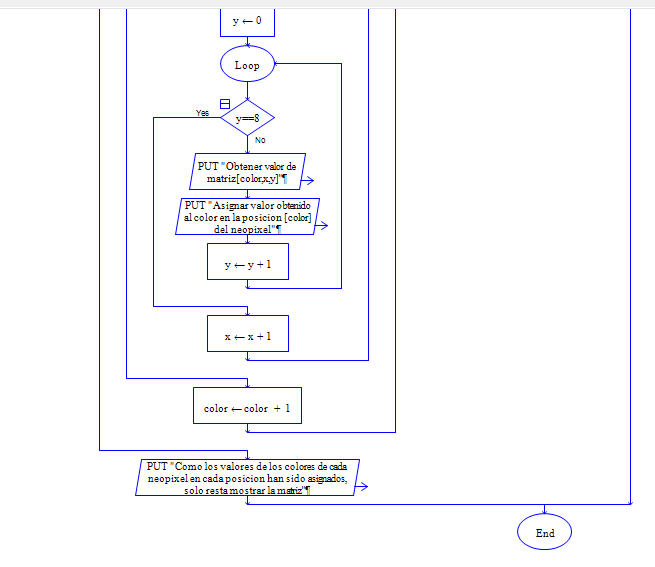 y ← 0
Loop
Yes
y==8
No
PUT "Obtener valor de
matriz[color,x,y]"¶
PUT "Asignar valor obtenido
al color en la posicion [color]
del neopixel"¶
y ← y + 1
x ← x + 1
color ← color + 1
PUT "Como los valores de los colores de cada
neopixel en cada posicion han sido asignados,
solo resta mostrar la matriz"¶
End